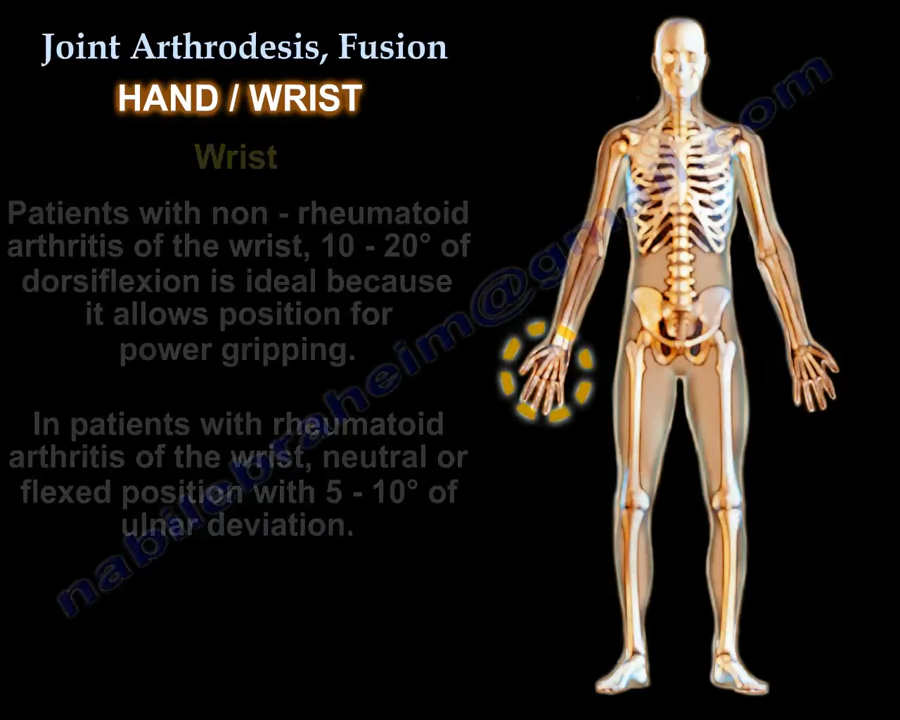 Joint Arthrodesis, Fusion
HAND / WRIST
Wrist
Patients with non - rheumatoid
arthritis of the wrist, 10 - 20° of
dorsiflexion is ideal because
it allows position for
power gripping.
In patients with rheumatoid
arthritis of the wrist, neutral or
flexed position with 5 - 10° of
ulnar deviation.